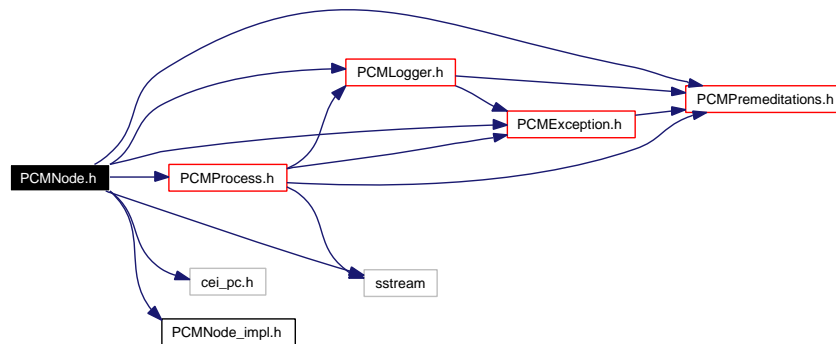 PCMLogger.h
PCMPremeditations.h
PCMException.h
PCMNode.h
PCMProcess.h
cei_pc.h
sstream
PCMNode_impl.h